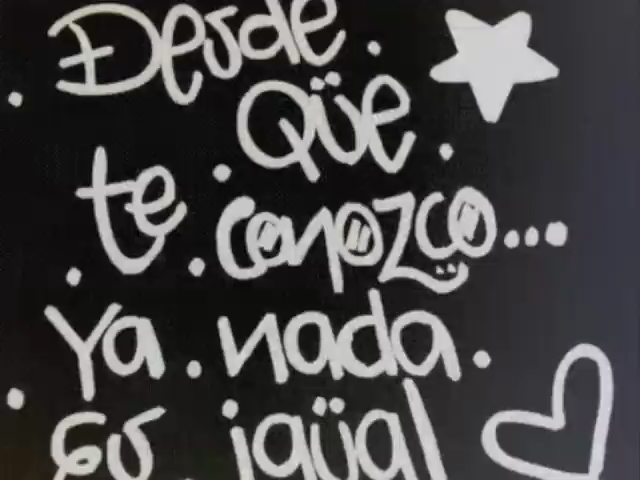 Desde.
.Qüe.
.te .conozco...
Ya.nada.
es igüal